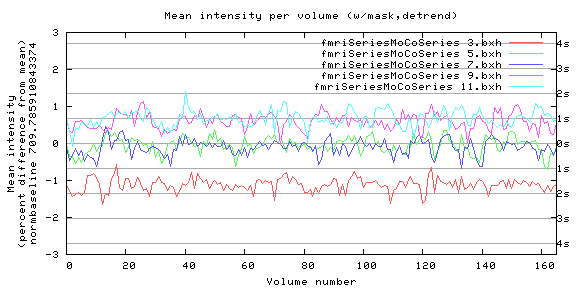 Mean intensity per volume (w/mask,detrend)
fmriSeriesMoCoSeries 3.bxh
fmriSeriesMoCoSeries 5.bxh
fmriSeriesMoCoSeries 7.bxh
fmriSeriesMoCoSeries 9.bxh
fmriSeriesMoCoSeries 11.bxh
3
2
1
0
-1
-2
-3
4s
3s
2s
1s
0s
1s
2s
3s
4s
Mean intensity
(percent difference from mean)
normbaseline 709.785910843374
0 20 40 60 80 100 120 140 160
Volume number